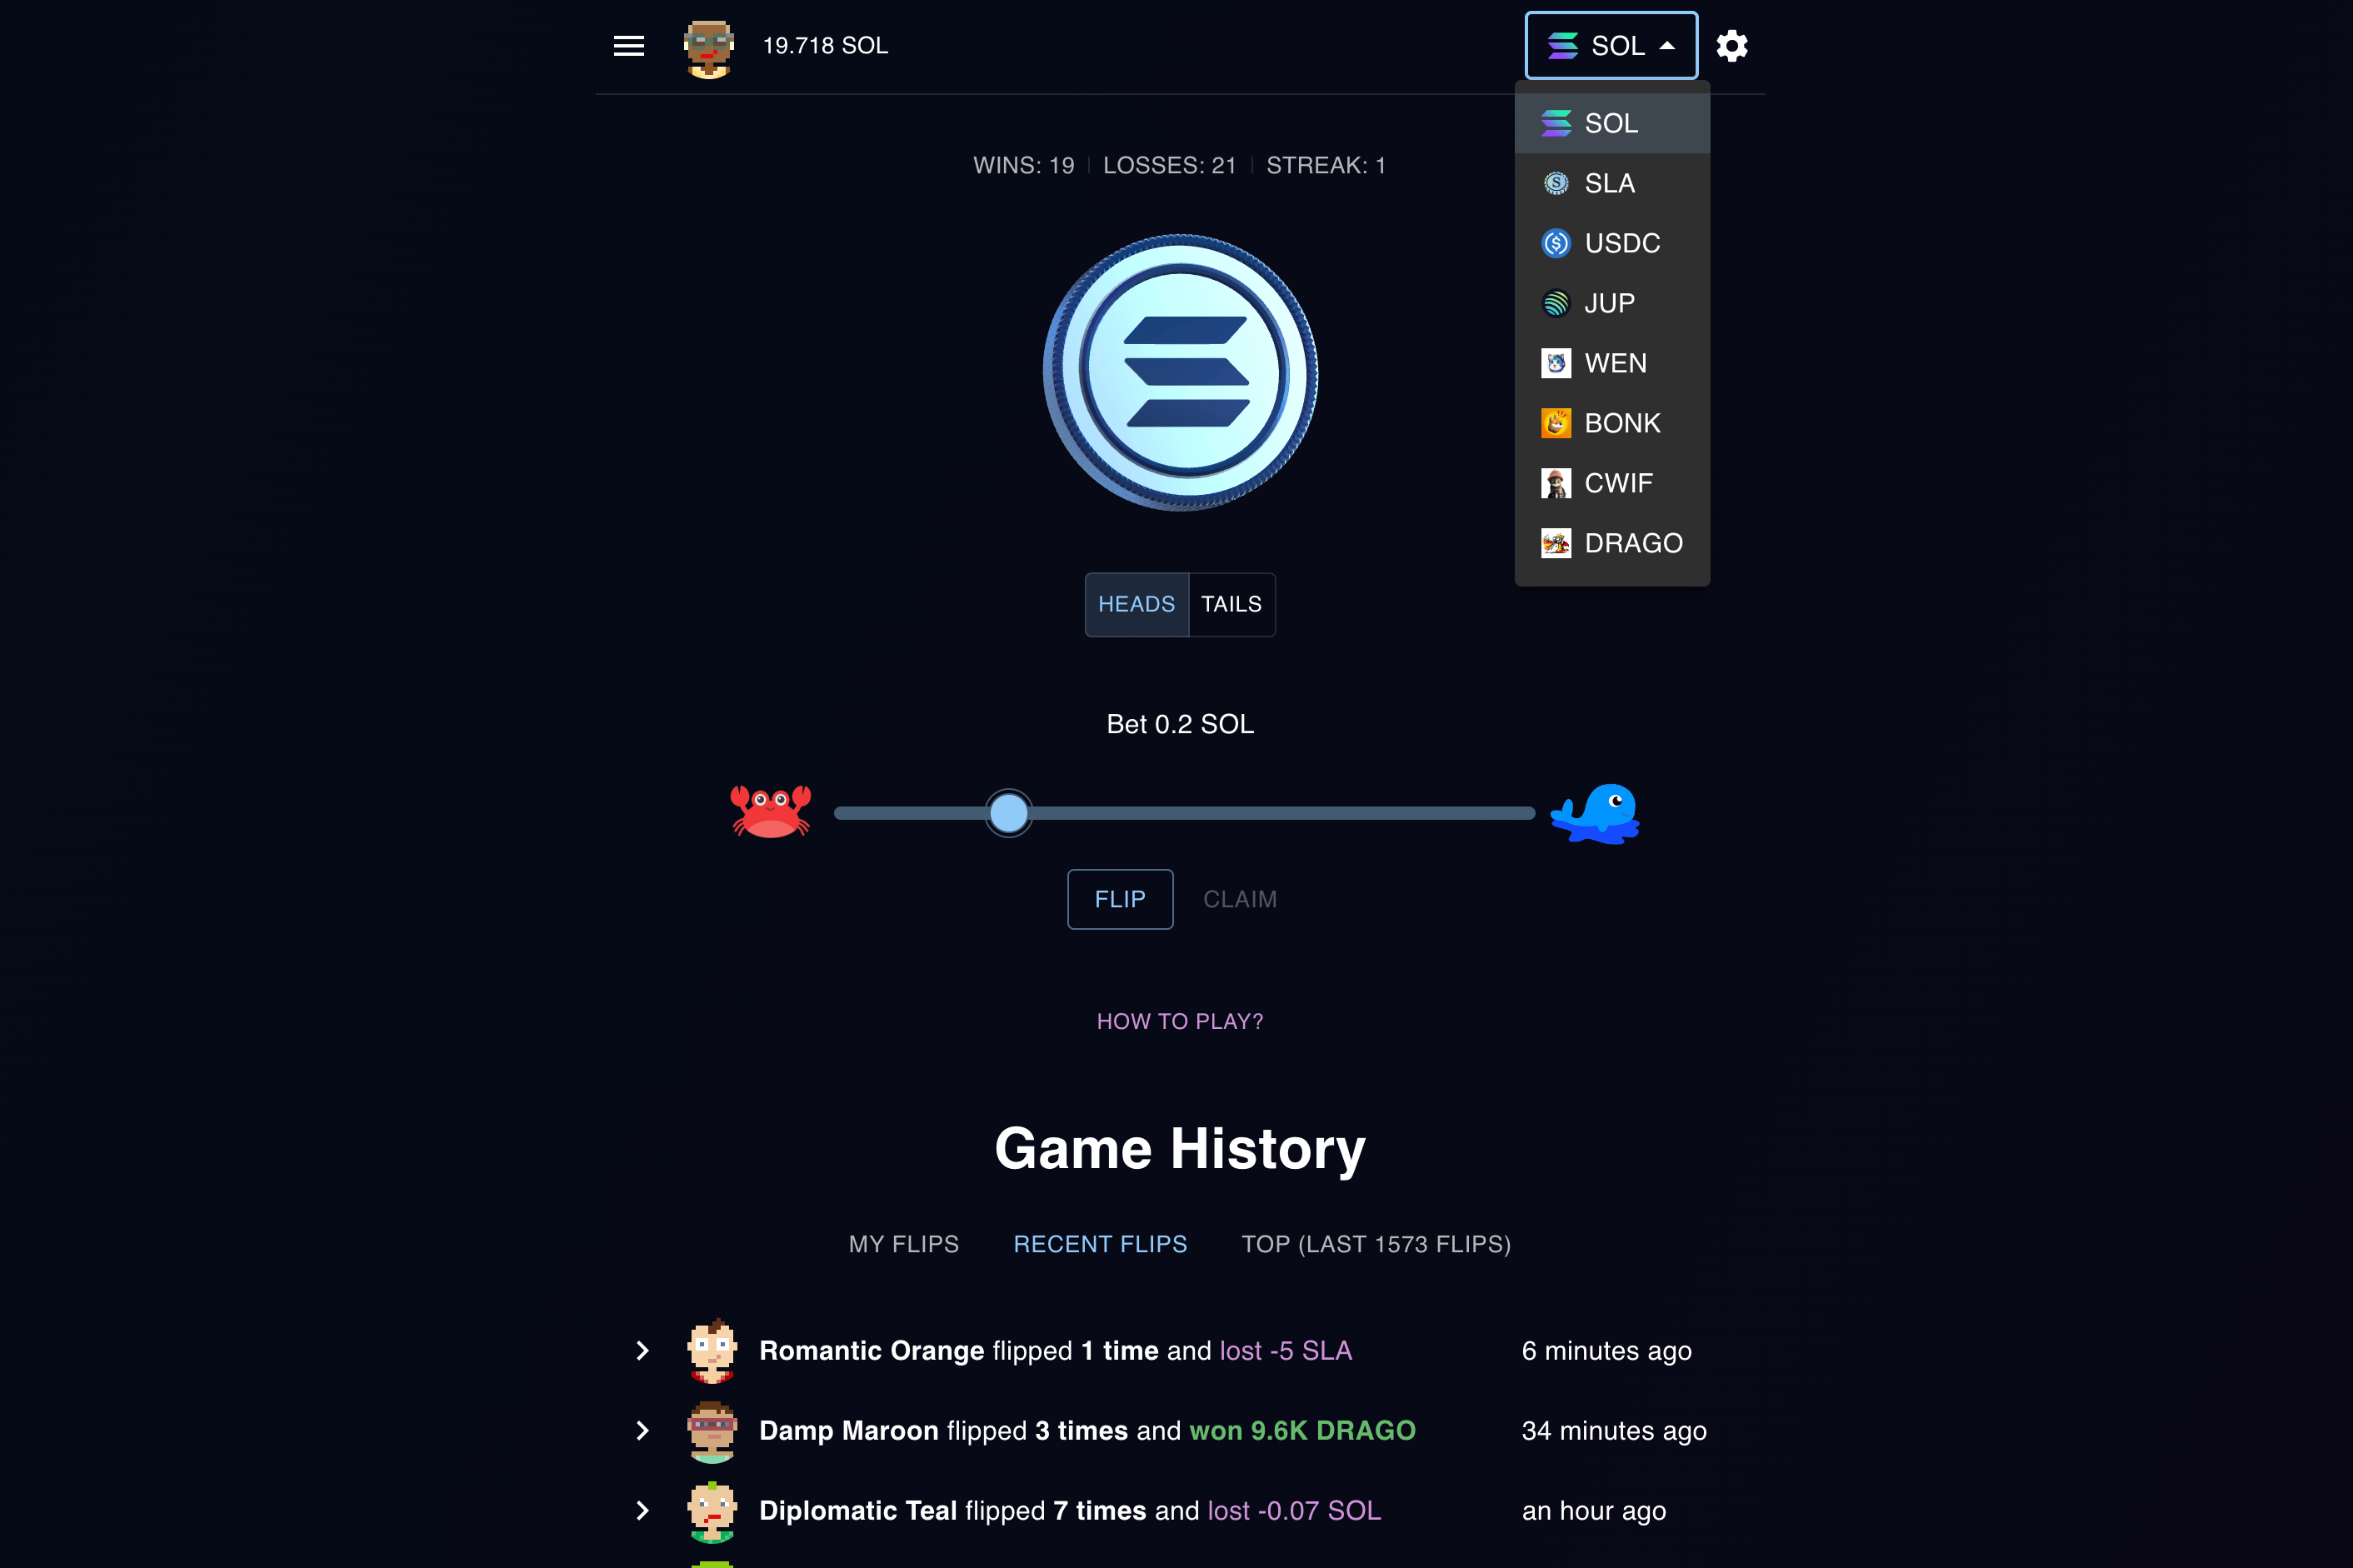 19.718 SOL
SOL
SOL
SLA
USDC
JUP
WEN
BONK
CWIF
DRAGO
WINS: 19 | LOSSES: 21 | STREAK: 1
HEADS TAILS
Bet 0.2 SOL
FLIP CLAIM
HOW TO PLAY?
Game History
MY FLIPS RECENT FLIPS TOP (LAST 1573 FLIPS)
Romantic Orange flipped 1 time and lost -5 SLA 6 minutes ago
Damp Maroon flipped 3 times and won 9.6K DRAGO 34 minutes ago
Diplomatic Teal flipped 7 times and lost -0.07 SOL an hour ago